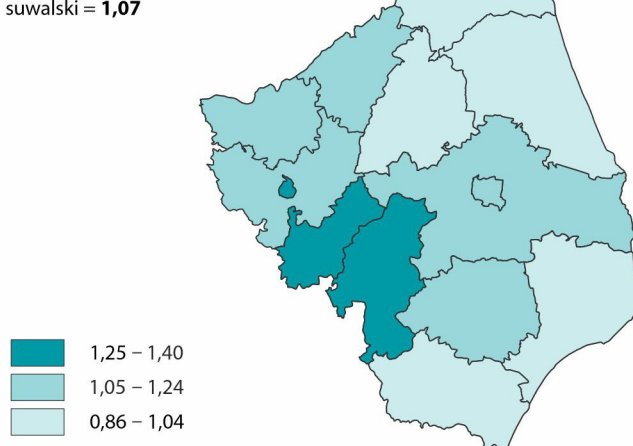 suwalski = 1,07
1,25 – 1,40
1,05 – 1,24
0,86 – 1,04